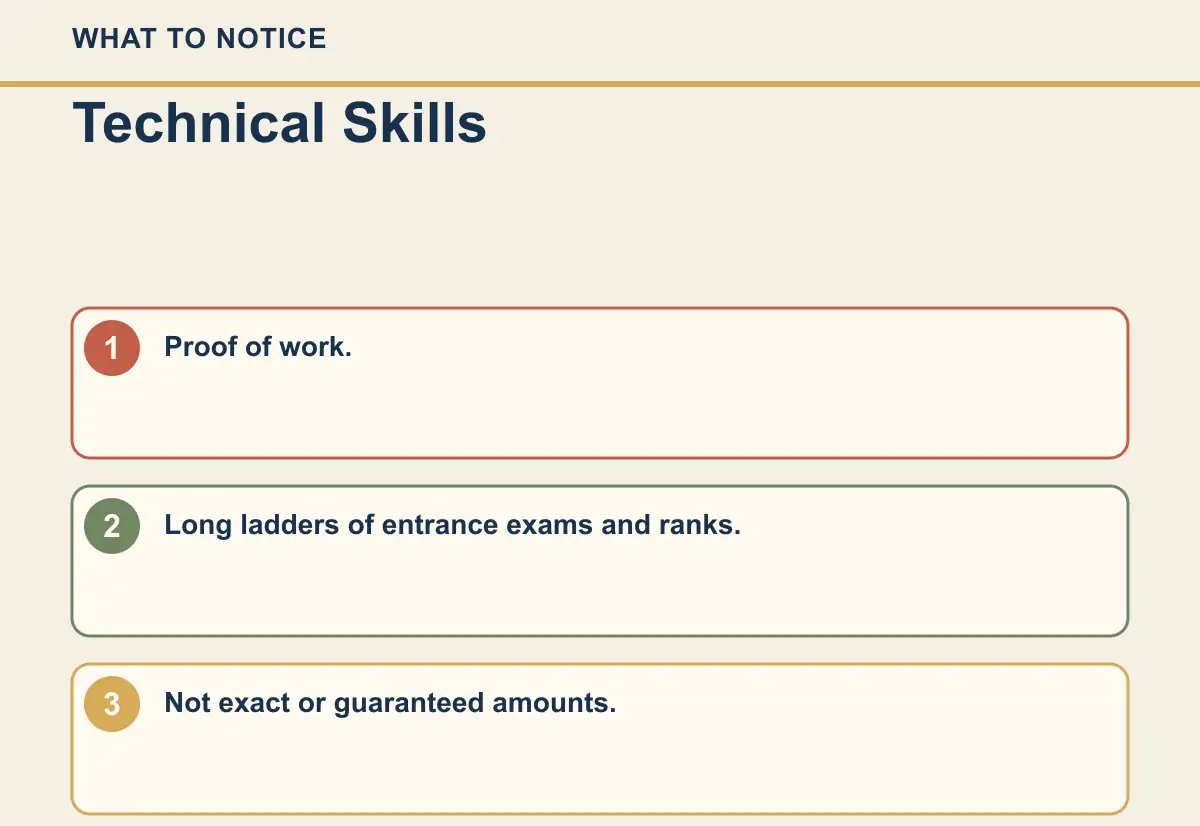 WHAT TO NOTICE
Technical Skills
1
Proof of work.
2
Long ladders of entrance exams and ranks.
3
Not exact or guaranteed amounts.